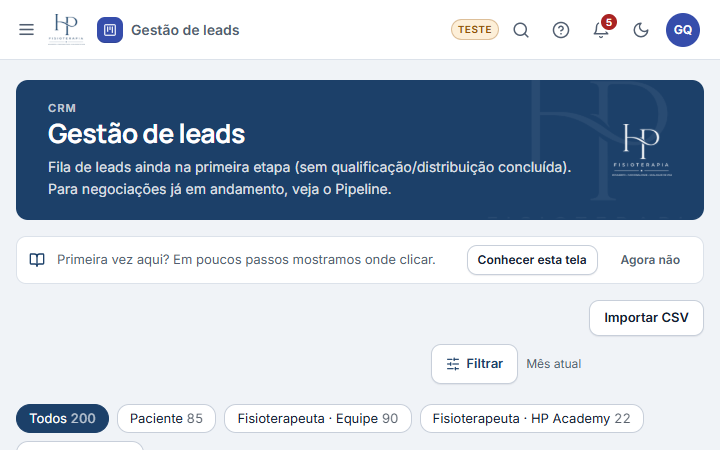 HP
FISIOTERAPIA
Gestão de leads
TESTE
5
GQ
CRM
Gestão de leads
Fila de leads ainda na primeira etapa (sem qualificação/distribuição concluída).
Para negociações já em andamento, veja o Pipeline.
HP
FISIOTERAPIA
Primeira vez aqui? Em poucos passos mostramos onde clicar.
Conhecer esta tela
Agora não
Importar CSV
Filtrar
Mês atual
Todos 200
Paciente 85
Fisioterapeuta · Equipe 90
Fisioterapeuta · HP Academy 22